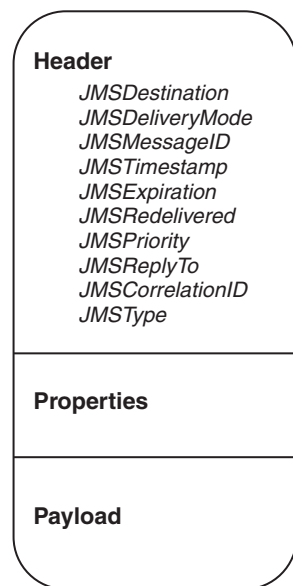 Header
JMSDestination
JMSDeliveryMode
JMSMessageID
JMSTimestamp
JMSExpiration
JMSRedelivered
JMSPriority
JMSReplyTo
JMSCorrelationID
JMSType
Properties
Payload